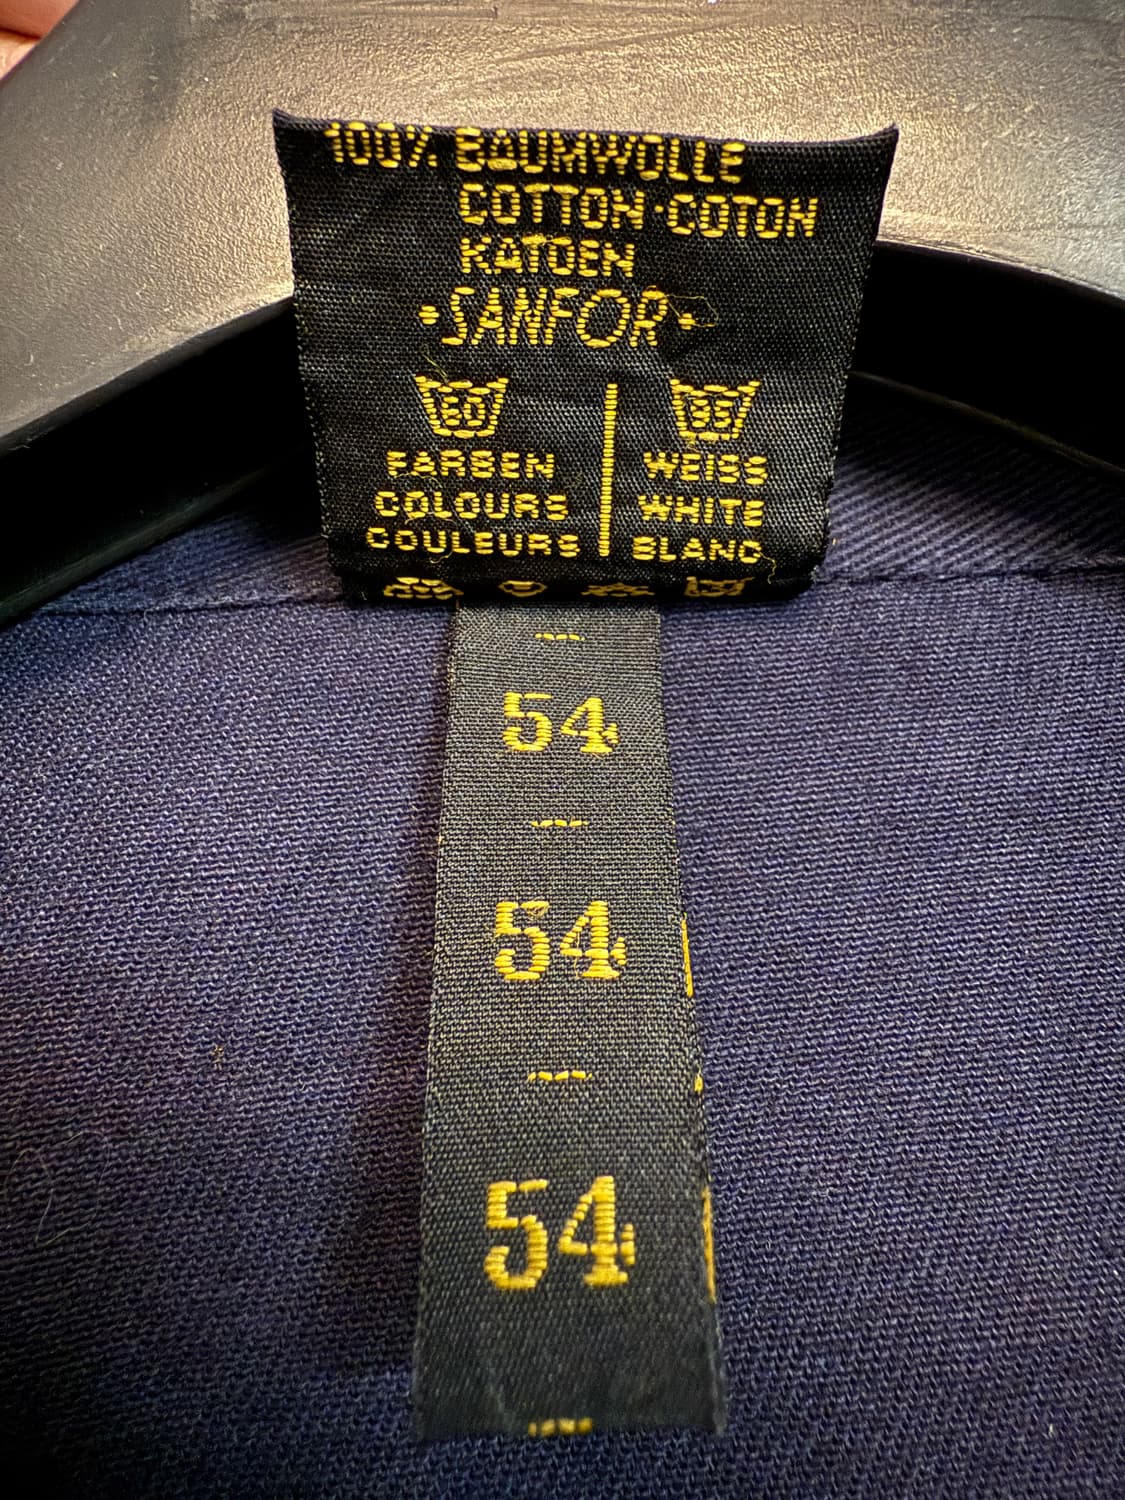 100% BAUMWOLLE
COTTON·COTON
KATOEN
·SANFOR·
60 95
FARBEN WEISS
COLOURS WHITE
COULEURS BLANC
54
54
54